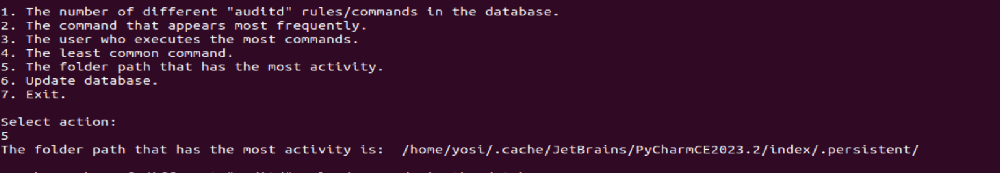 1. The number of different "auditd" rules/commands in the database.
2. The command that appears most frequently.
3. The user who executes the most commands.
4. The least common command.
5. The folder path that has the most activity.
6. Update database.
7. Exit.
Select action:
5
The folder path that has the most activity is:  /home/yosi/.cache/JetBrains/PyCharmCE2023.2/index/.persistent/